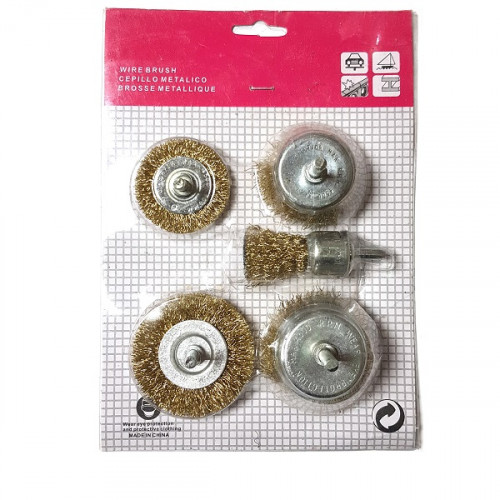 WIRE BRUSH
CEPILLO METALICO
BROSSE METALLIQUE
Wear eye protection
and protective clothing
MADE IN CHINA